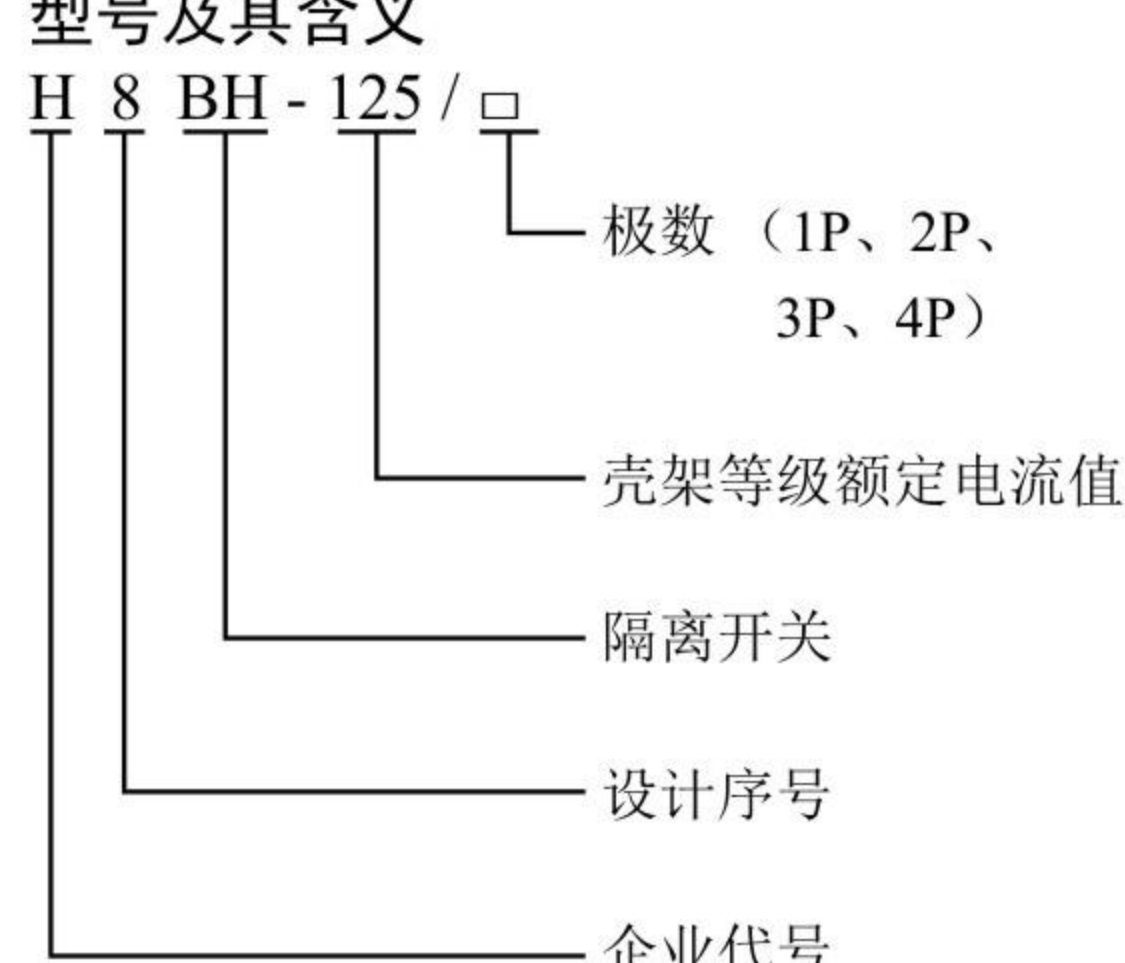 型号及其含义
H 8 BH - 125 / □
极数 （1P、2P、
3P、4P）
壳架等级额定电流值
隔离开关
设计序号
企业代号